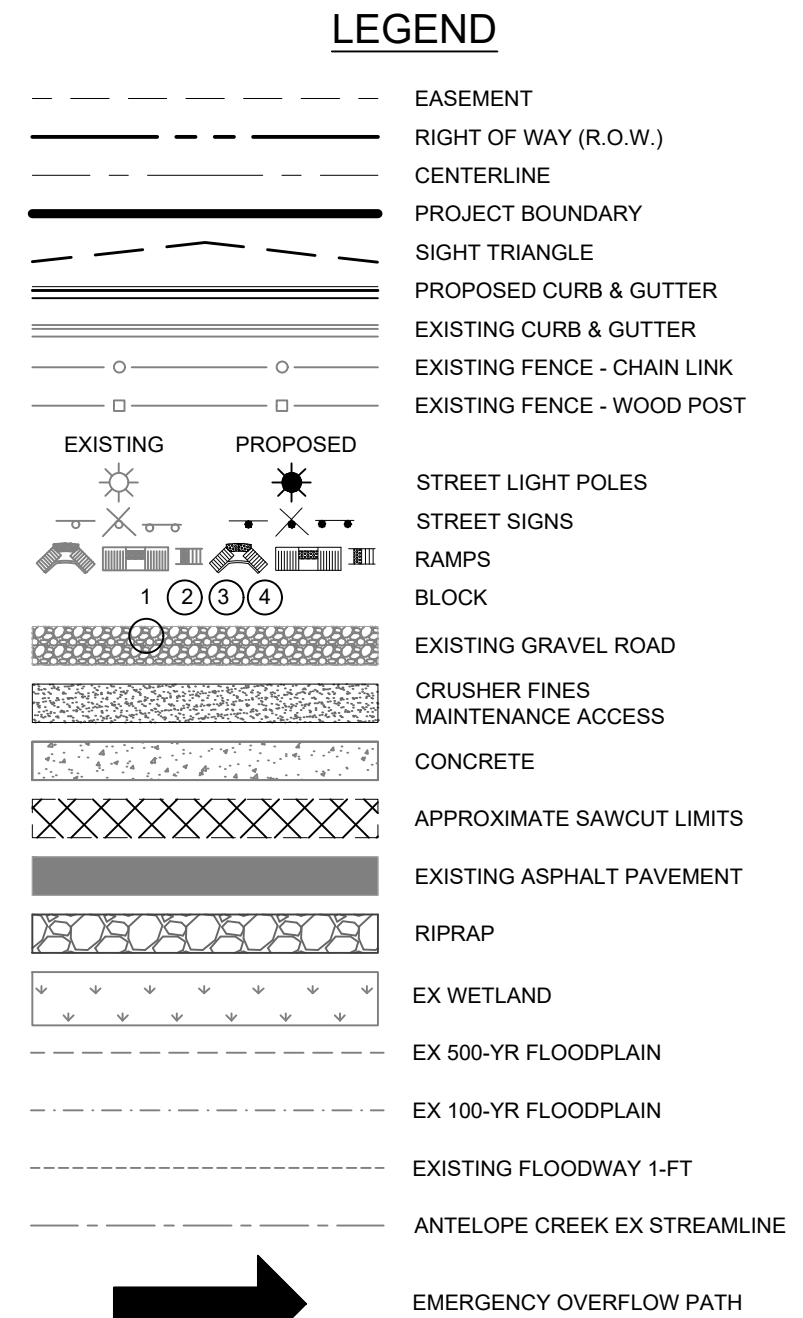 LEGEND
EASEMENT
RIGHT OF WAY (R.O.W.)
CENTERLINE
PROJECT BOUNDARY
SIGHT TRIANGLE
PROPOSED CURB & GUTTER
EXISTING CURB & GUTTER
EXISTING FENCE - CHAIN LINK
EXISTING FENCE - WOOD POST
EXISTING PROPOSED
STREET LIGHT POLES
STREET SIGNS
RAMPS
1 2 3 4 BLOCK
EXISTING GRAVEL ROAD
CRUSHER FINES
MAINTENANCE ACCESS
CONCRETE
APPROXIMATE SAWCUT LIMITS
EXISTING ASPHALT PAVEMENT
RIPRAP
EX WETLAND
EX 500-YR FLOODPLAIN
EX 100-YR FLOODPLAIN
EXISTING FLOODWAY 1-FT
ANTELOPE CREEK EX STREAMLINE
EMERGENCY OVERFLOW PATH